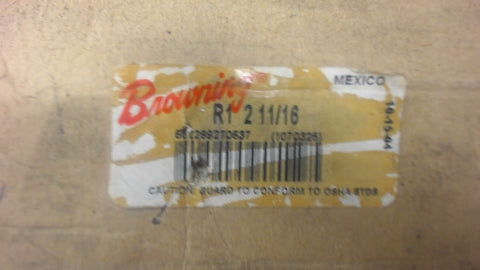 Browning
MEXICO
R1 2 11/16
(1070325)
CAUTION: GUARD TO CONFORM TO OSHA STDS